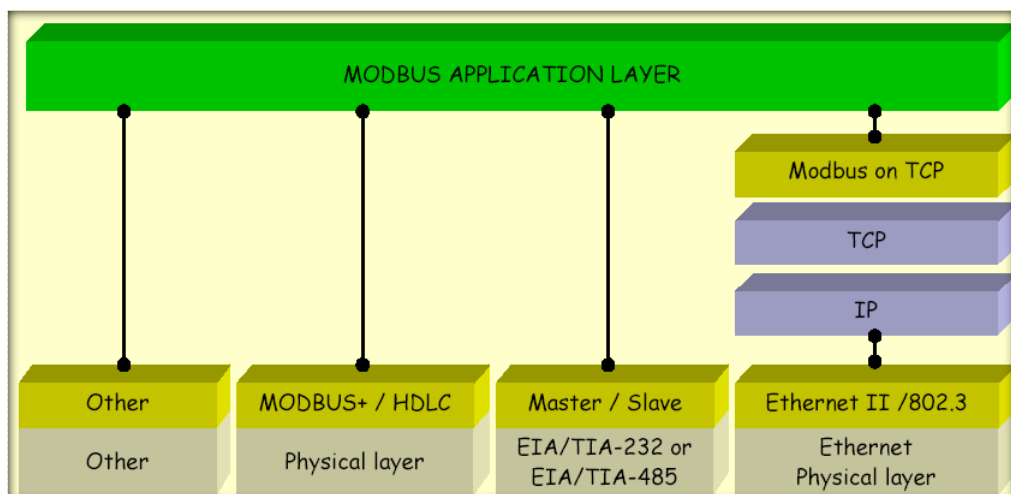 MODBUS APPLICATION LAYER
Modbus on TCP
TCP
IP
Other
MODBUS+ / HDLC
Master / Slave
Ethernet II /802.3
Other
Physical layer
EIA/TIA-232 or
EIA/TIA-485
Ethernet
Physical layer